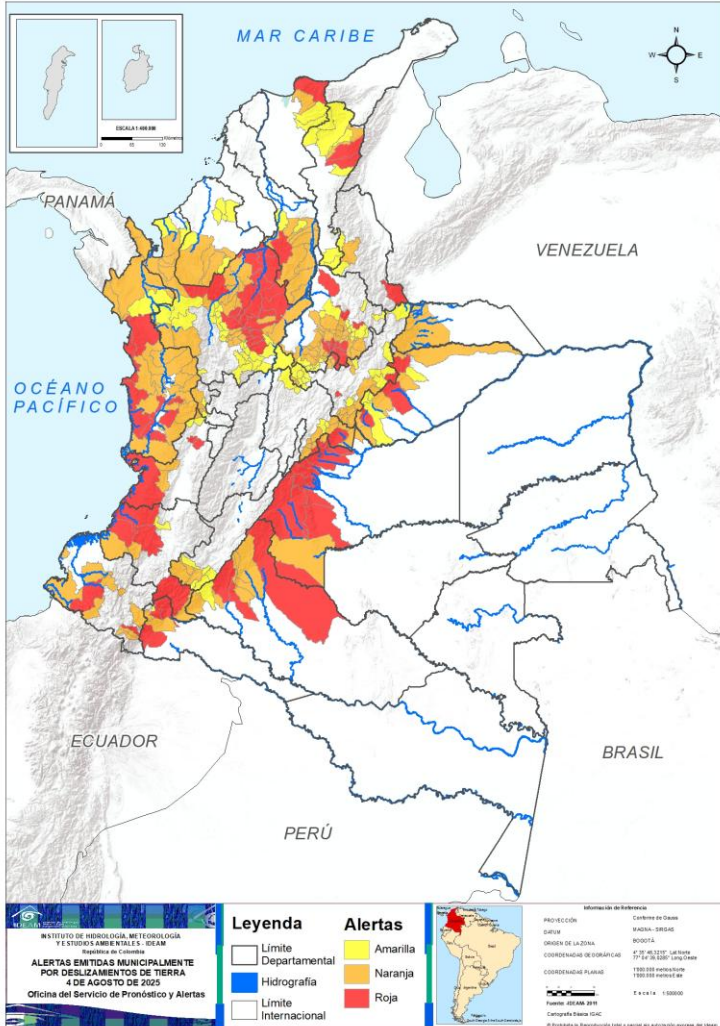 MAR CARIBE
N
W
E
S
ESCALA 1:400.000
PANAMÁ
VENEZUELA
OCÉANO
PACÍFICO
ECUADOR
BRASIL
PERÚ
IDEAM
INSTITUTO DE HIDROLOGÍA, METEOROLOGÍA
Y ESTUDIOS AMBIENTALES - IDEAM
República de Colombia
ALERTAS EMITIDAS MUNICIPALMENTE
POR DESLIZAMIENTOS DE TIERRA
4 DE AGOSTO DE 2025
Oficina del Servicio de Pronóstico y Alertas
Leyenda
Límite
Departamental
Hidrografía
Límite
Internacional
Alertas
Amarilla
Naranja
Roja
Información de Referencia
PROYECCIÓN Conforme de Gauss
DATUM MAGNA - SIRGAS
ORIGEN DE LA ZONA BOGOTÁ
COORDENADAS GEOGRÁFICAS
COORDENADAS PLANAS
Escala
Cartografía Básica IGAC